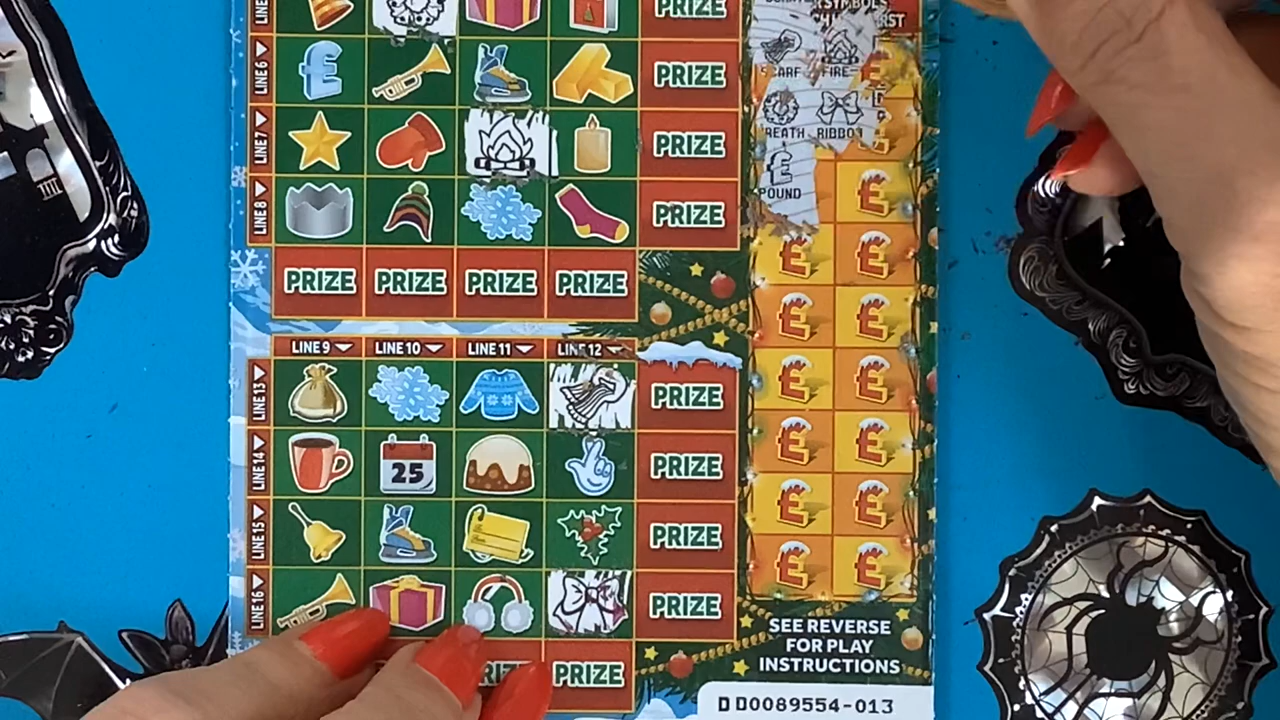 PRIZE
SYMBOLS
LINE 6 PRIZE
SCARF FIRE
LINE 7 PRIZE
REATH RIBBO
POUND
LINE 8 PRIZE
PRIZE PRIZE PRIZE PRIZE
LINE 9 LINE 10 LINE 11 LINE 12
LINE 13 PRIZE
LINE 14 25 PRIZE
LINE 15 PRIZE
LINE 16 PRIZE
PRIZE PRIZE
SEE REVERSE
FOR PLAY
INSTRUCTIONS
D D0089554-013